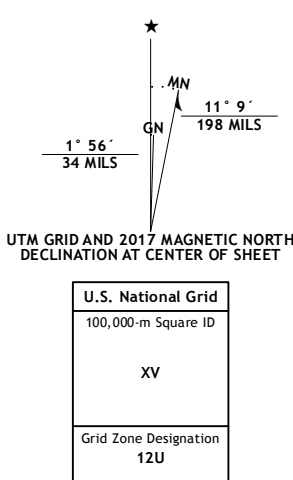 ★
MN
GN
11° 9´
198 MILS
1° 56´
34 MILS
UTM GRID AND 2017 MAGNETIC NORTH
DECLINATION AT CENTER OF SHEET
U.S. National Grid
100,000-m Square ID
XV
Grid Zone Designation
12U